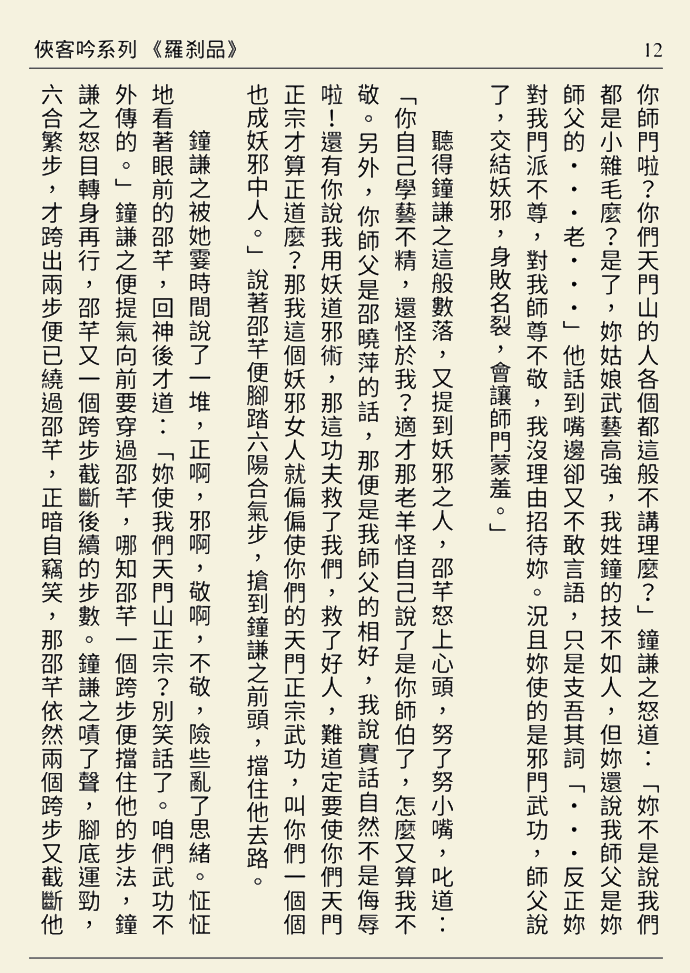 俠客吟系列 《羅剎品》
12
你師門啦？你們天門山的人各個都這般不講理麼？」鐘謙之怒道：「妳不是說我們
都是小雜毛麼？是了，妳姑娘武藝高強，我姓鐘的技不如人，但妳還說我師父是妳
師父的・・・老・・・」他話到嘴邊卻又不敢言語，只是支吾其詞「・・・反正妳
對我門派不尊，對我師尊不敬，我沒理由招待妳。況且妳使的是邪門武功，師父說
了，交結妖邪，身敗名裂，會讓師門蒙羞。」
聽得鐘謙之這般數落，又提到妖邪之人，邵芊怒上心頭，努了努小嘴，叱道：
「你自己學藝不精，還怪於我？適才那老羊怪自己說了是你師伯了，怎麼又算我不
敬。另外，你師父是邵曉萍的話，那便是我師父的相好，我說實話自然不是侮辱
啦！還有你說我用妖道邪術，那這功夫救了我們，救了好人，難道定要使你們天門
正宗才算正道麼？那我這個妖邪女人就偏偏使你們的天門正宗武功，叫你們一個個
也成妖邪中人。」說著邵芊便腳踏六陽合氣步，搶到鐘謙之前頭，擋住他去路。
鐘謙之被她霎時間說了一堆，正啊，邪啊，敬啊，不敬，險些亂了思緒。怔怔
地看著眼前的邵芊，回神後才道：「妳使我們天門山正宗？別笑話了。咱們武功不
外傳的。」鐘謙之便提氣向前要穿過邵芊，哪知邵芊一個跨步便擋住他的步法，鐘
謙之怒目轉身再行，邵芊又一個跨步截斷後續的步數。鐘謙之嘖了聲，腳底運勁，
六合繁步，才跨出兩步便已繞過邵芊，正暗自竊笑，那邵芊依然兩個跨步又截斷他